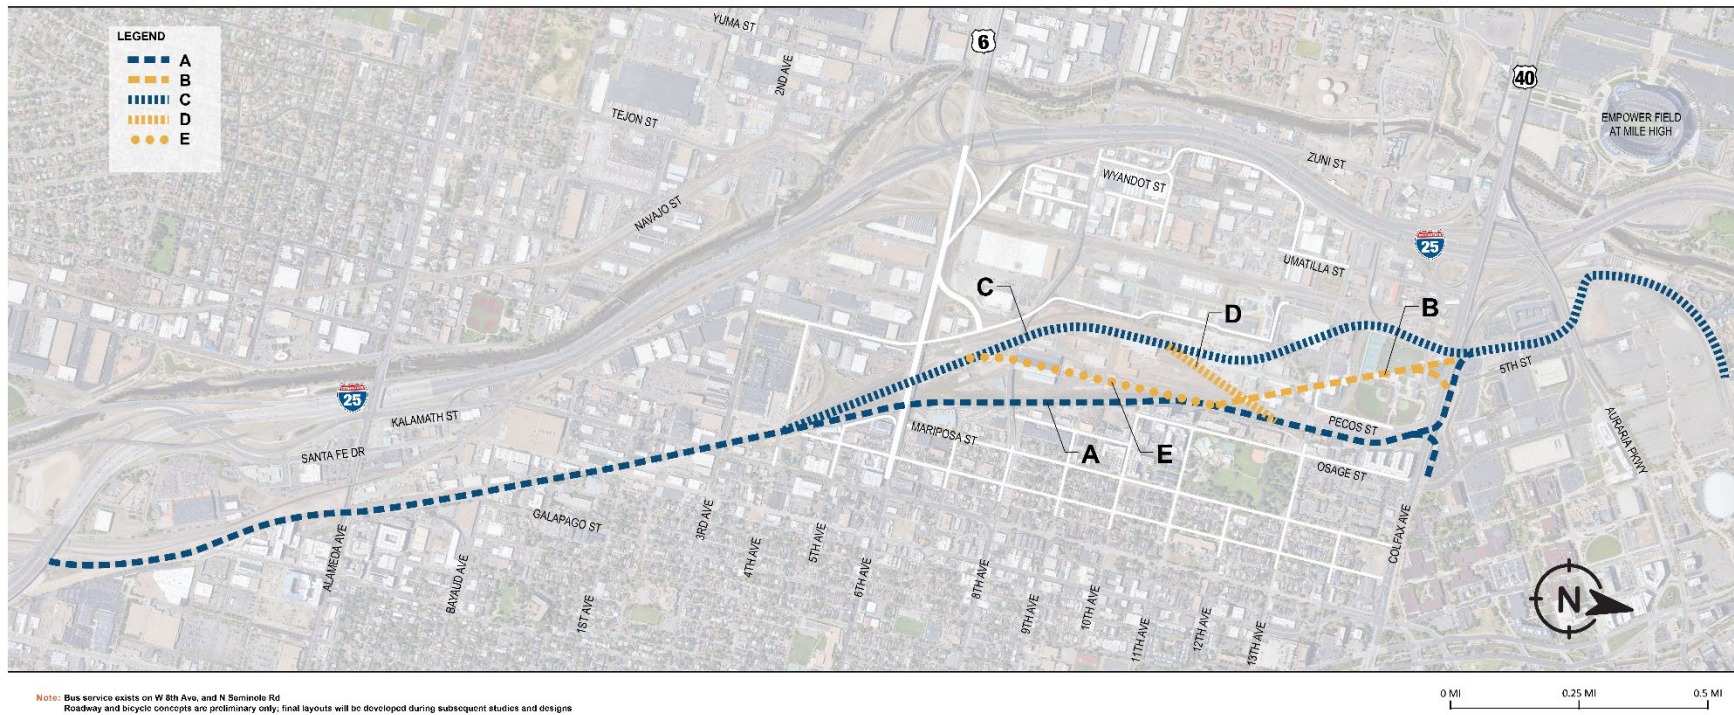 LEGEND
A
B
C
D
E
YUMA ST
2ND AVE
6
40
TEJON ST
EMPOWER FIELD
AT MILE HIGH
ZUNI ST
WYANDOT ST
NAVAJO ST
25
UMATILLA ST
C
D
B
5TH ST
25
KALAMATH ST
SANTA FE DR
MARIPOSA ST
PECOS ST
AURARIA PKWY
A
E
OSAGE ST
GALAPAGO ST
ALAMEDA AVE
BAYAUD AVE
1ST AVE
3RD AVE
4TH AVE
5TH AVE
6TH AVE
8TH AVE
9TH AVE
10TH AVE
11TH AVE
12TH AVE
13TH AVE
COLFAX AVE
N
Note: Bus service exists on W 8th Ave, and N Seminole Rd
Roadway and bicycle concepts are preliminary only; final layouts will be developed during subsequent studies and designs
0 MI
0.25 MI
0.5 MI